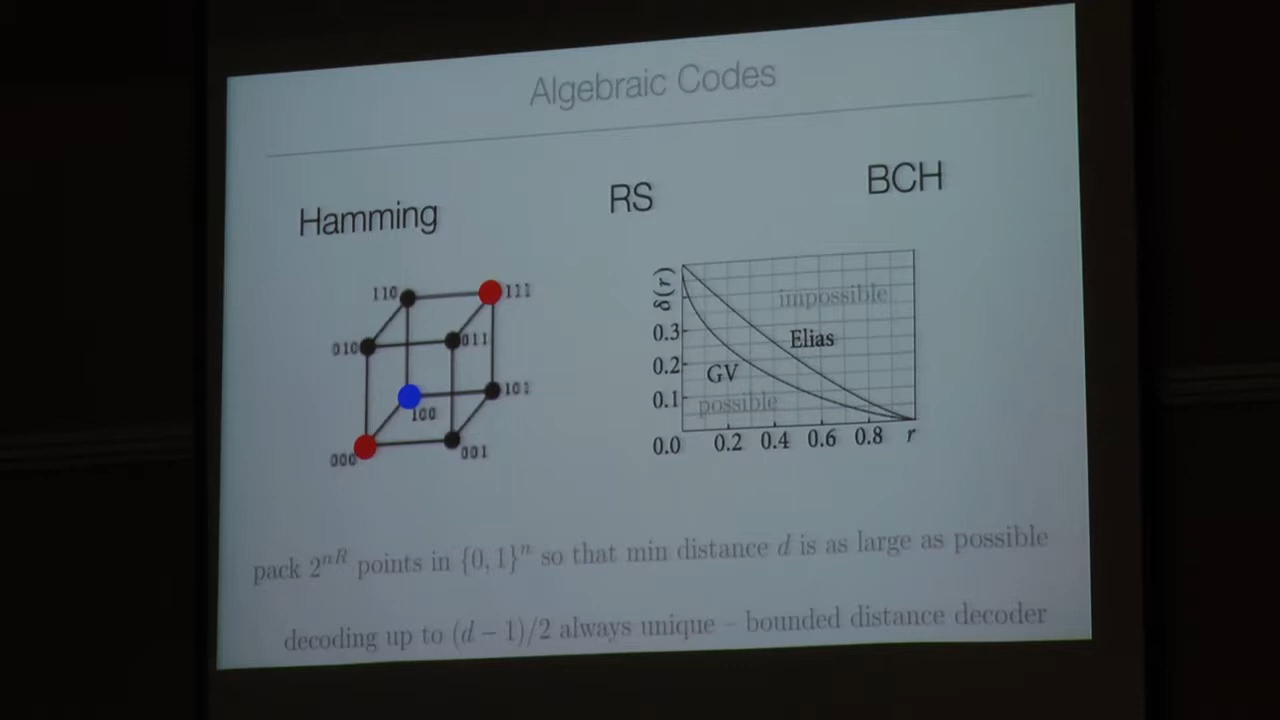 Algebraic Codes
Hamming
RS
BCH
110
111
010
011
100
101
000
001
δ(r)
0.3
0.2
0.1
0.0
0.2 0.4 0.6 0.8 r
impossible
Elias
GV
possible
pack 2^{nR} points in {0, 1}^n so that min distance d is as large as possible
decoding up to (d − 1)/2 always unique – bounded distance decoder